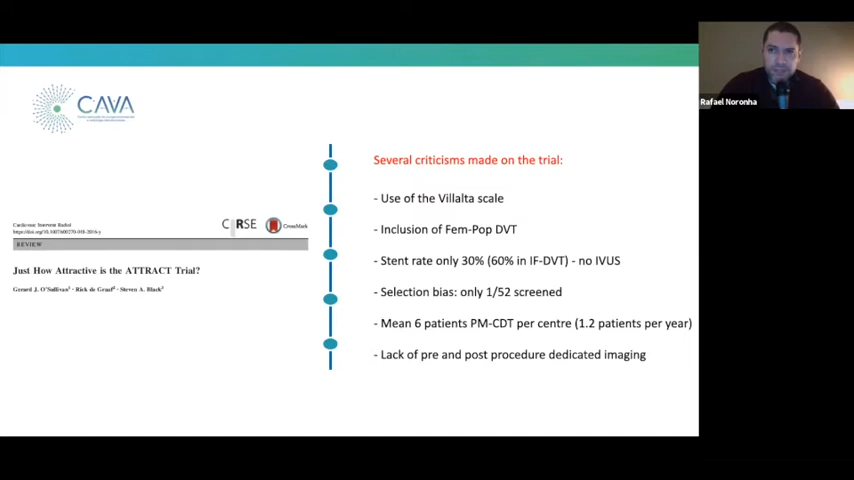 Rafael Noronha
CAVA
Several criticisms made on the trial:
- Use of the Villalta scale
- Inclusion of Fem-Pop DVT
- Stent rate only 30% (60% in IF-DVT) - no IVUS
- Selection bias: only 1/52 screened
- Mean 6 patients PM-CDT per centre (1.2 patients per year)
- Lack of pre and post procedure dedicated imaging
Cardiovasc Intervent Radiol
CIRSE
CrossMark
REVIEW
Just How Attractive is the ATTRACT Trial?
Gerard J. O'Sullivan · Rick de Graaf · Steven A. Black